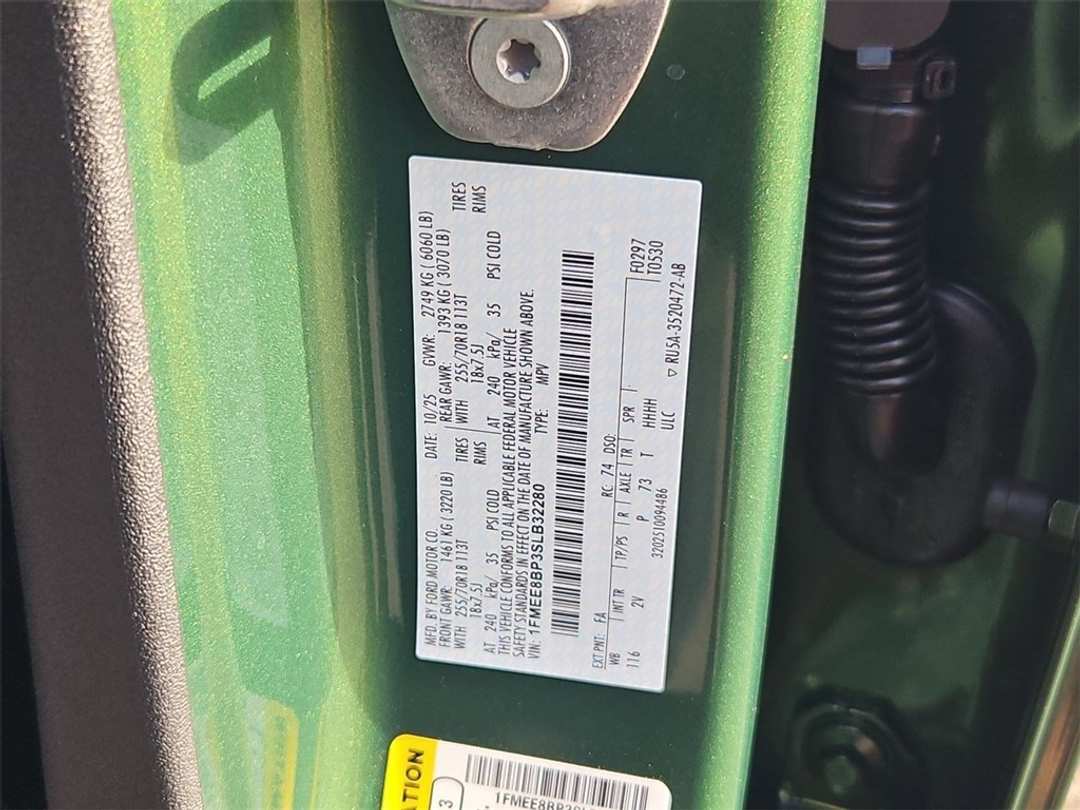 MFD. BY FORD MOTOR CO. DATE: 10/25 GVWR: 2749 KG ( 6060 LB)
FRONT GAWR: 1461 KG ( 3220 LB) REAR GAWR: 1393 KG ( 3070 LB)
WITH 255/70R18 113T TIRES WITH 255/70R18 113T TIRES
18x7.5J RIMS 18x7.5J RIMS
AT 240 kPa/ 35 PSI COLD AT 240 kPa/ 35 PSI COLD
THIS VEHICLE CONFORMS TO ALL APPLICABLE FEDERAL MOTOR VEHICLE
SAFETY STANDARDS IN EFFECT ON THE DATE OF MANUFACTURE SHOWN ABOVE.
VIN: 1FMEE8BP3SLB32280 TYPE: MPV
EXT PNT: FA RC: 74 DSO: F0297
WB INT TR TP/PS R AXLE TR SPR T0530
116 2V P 73 T HHHH
ULC
3202510094486 ▽ RU5A-3520472-AB
ATION
3
1FMEE8BP3SL